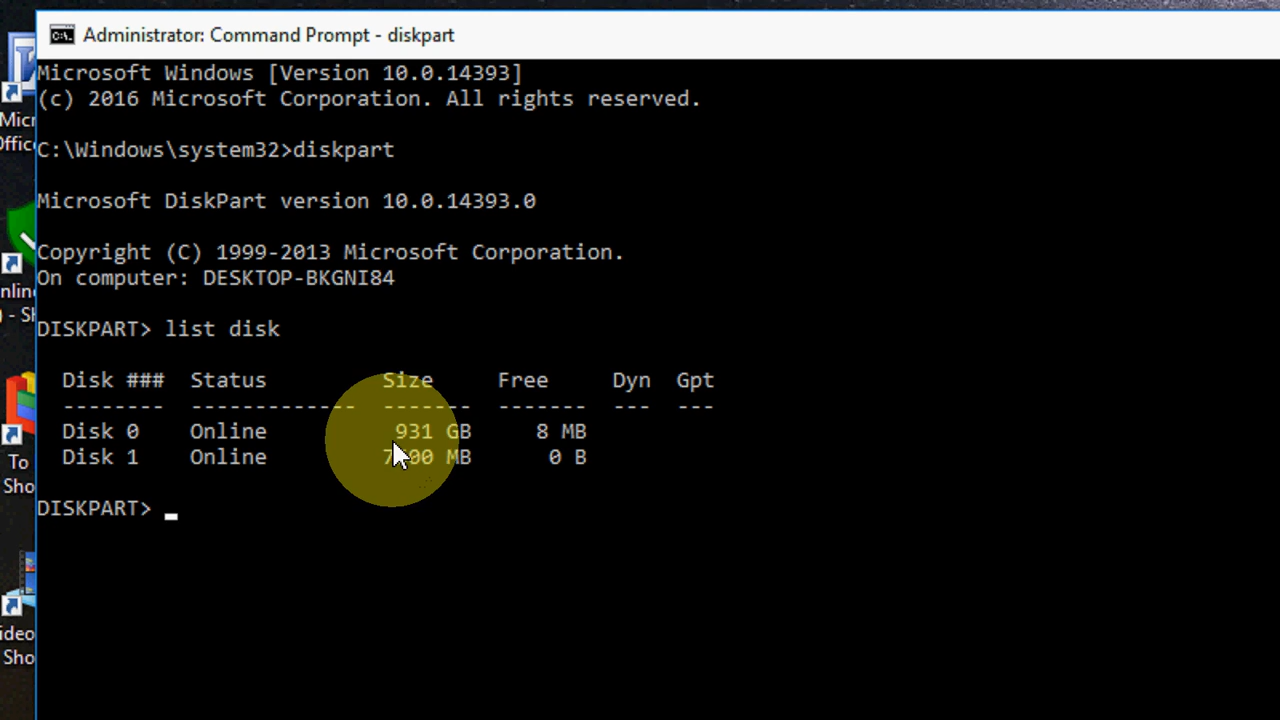 Administrator: Command Prompt - diskpart
Microsoft Windows [Version 10.0.14393]
(c) 2016 Microsoft Corporation. All rights reserved.
C:\Windows\system32>diskpart
Microsoft DiskPart version 10.0.14393.0
Copyright (C) 1999-2013 Microsoft Corporation.
On computer: DESKTOP-BKGNI84
DISKPART> list disk
Disk ### Status Size Free Dyn Gpt
-------- ------------- ------- ------- --- ---
Disk 0 Online 931 GB 8 MB
Disk 1 Online MB 0 B
DISKPART>
To
Sho
Sho